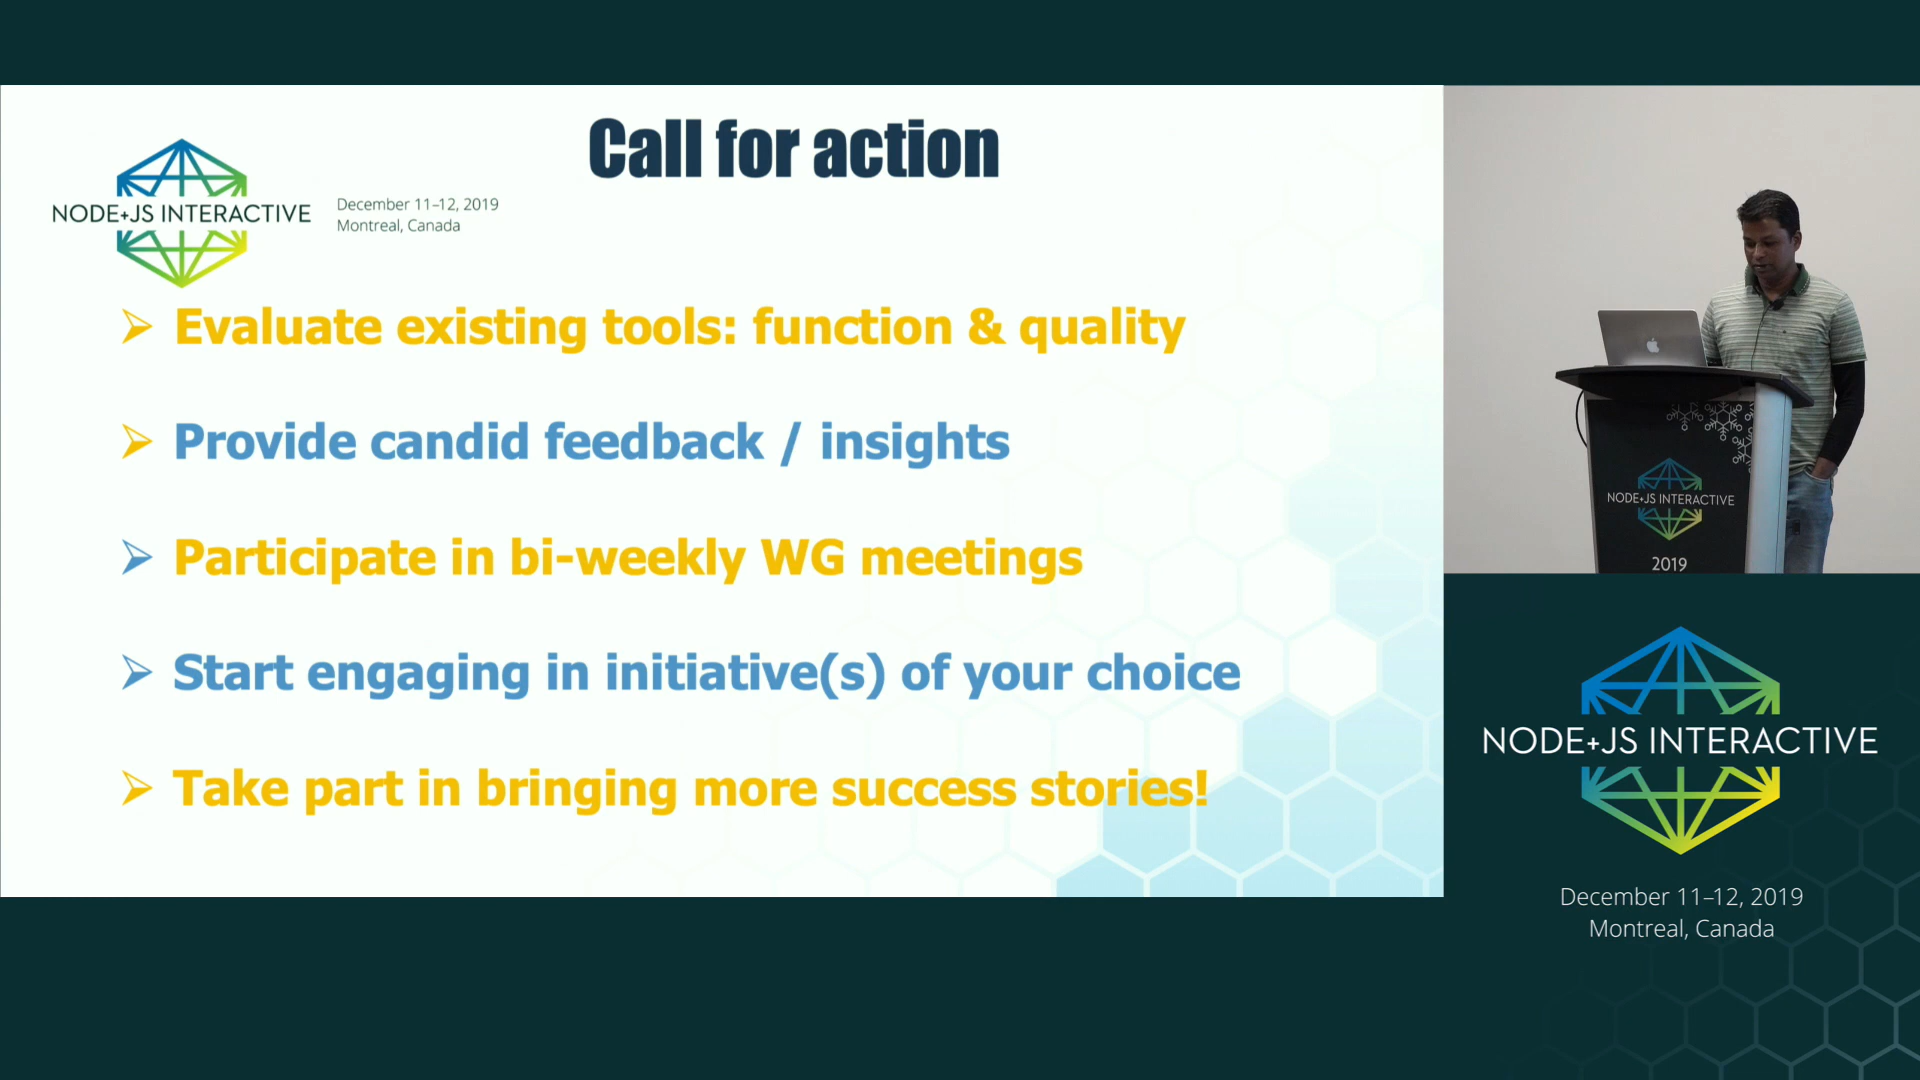 Call for action
NODE+JS INTERACTIVE
December 11–12, 2019
Montreal, Canada
Evaluate existing tools: function & quality
Provide candid feedback / insights
Participate in bi-weekly WG meetings
Start engaging in initiative(s) of your choice
Take part in bringing more success stories!
NODE+JS INTERACTIVE
2019
NODE+JS INTERACTIVE
December 11–12, 2019
Montreal, Canada